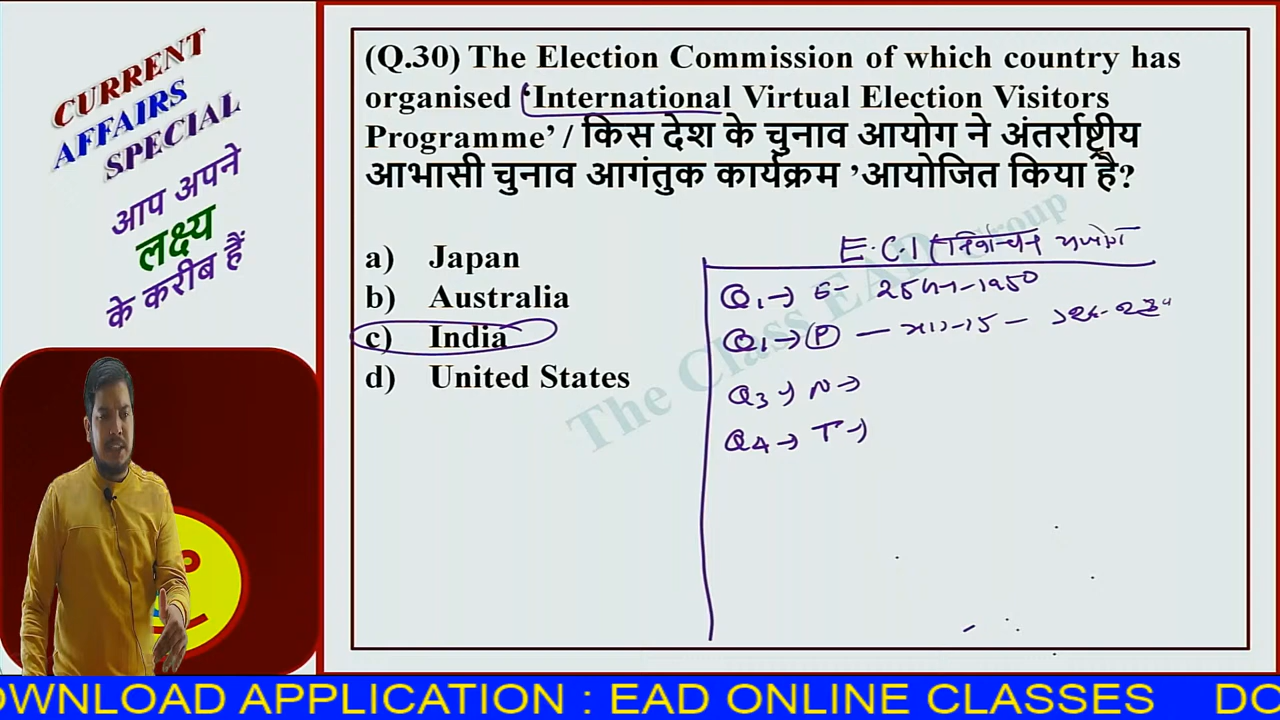 CURRENT
AFFAIRS
SPECIAL
आप अपने
लक्ष्य
के करीब हैं
(Q.30) The Election Commission of which country has
organised ‘International Virtual Election Visitors
Programme’ / किस देश के चुनाव आयोग ने अंतर्राष्ट्रीय
आभासी चुनाव आगंतुक कार्यक्रम ’आयोजित किया है?
a) Japan
b) Australia
c) India
d) United States
E.C.I
Q1→ 1950
Q1→ P
Q3→ N→
Q4→ T→
The Class EAD Group
OWNLOAD APPLICATION : EAD ONLINE CLASSES DO